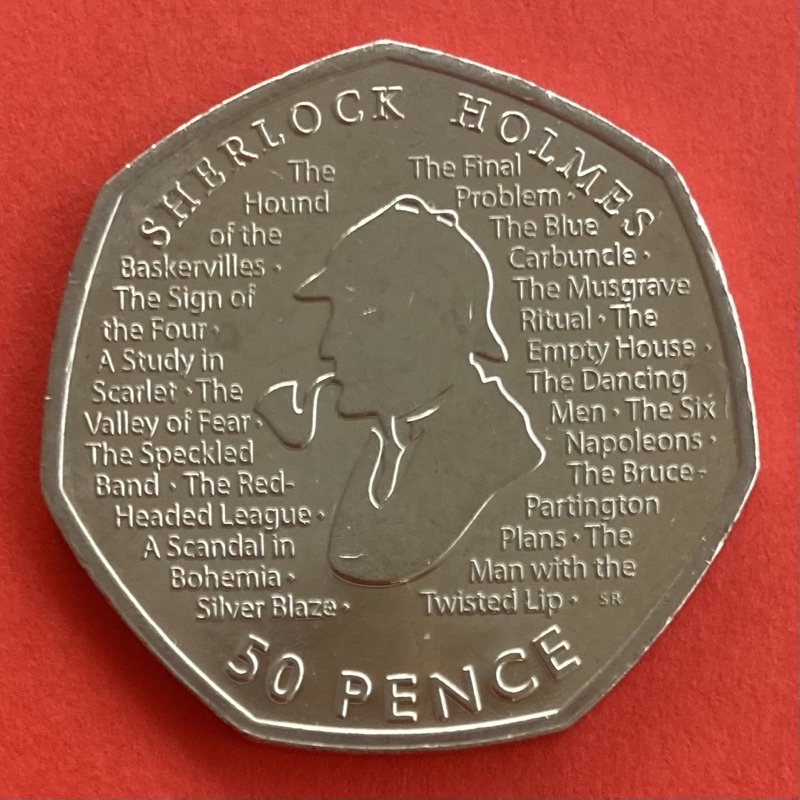 SHERLOCK HOLMES
The
Hound
of the
Baskervilles •
The Sign of
the Four •
A Study in
Scarlet • The
Valley of Fear •
The Speckled
Band • The Red-
Headed League •
A Scandal in
Bohemia •
Silver Blaze •
The Final
Problem •
The Blue
Carbuncle •
The Musgrave
Ritual • The
Empty House •
The Dancing
Men • The Six
Napoleons •
The Bruce-
Partington
Plans • The
Man with the
Twisted Lip •
SR
50 PENCE